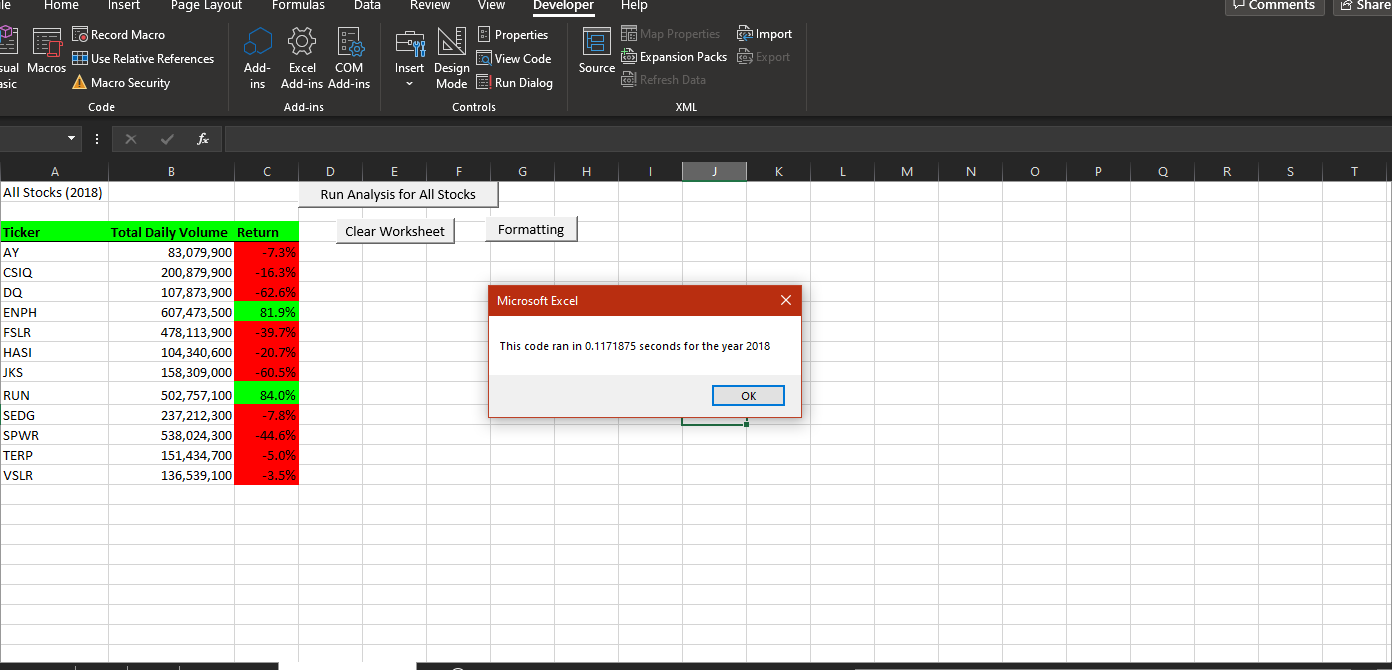 le Home Insert Page Layout Formulas Data Review View Developer Help Comments Share
sual
asic
Macros
Record Macro
Use Relative References
Macro Security
Code
Add-
ins
Excel
Add-ins
COM
Add-ins
Add-ins
Insert
Design
Mode
Properties
View Code
Run Dialog
Controls
Source
Map Properties
Expansion Packs
Refresh Data
Import
Export
XML
fx
A B C D E F G H I J K L M N O P Q R S T
All Stocks (2018)
Run Analysis for All Stocks
Clear Worksheet
Formatting
Ticker Total Daily Volume Return
AY 83,079,900 -7.3%
CSIQ 200,879,900 -16.3%
DQ 107,873,900 -62.6%
ENPH 607,473,500 81.9%
FSLR 478,113,900 -39.7%
HASI 104,340,600 -20.7%
JKS 158,309,000 -60.5%
RUN 502,757,100 84.0%
SEDG 237,212,300 -7.8%
SPWR 538,024,300 -44.6%
TERP 151,434,700 -5.0%
VSLR 136,539,100 -3.5%
Microsoft Excel
This code ran in 0.1171875 seconds for the year 2018
OK